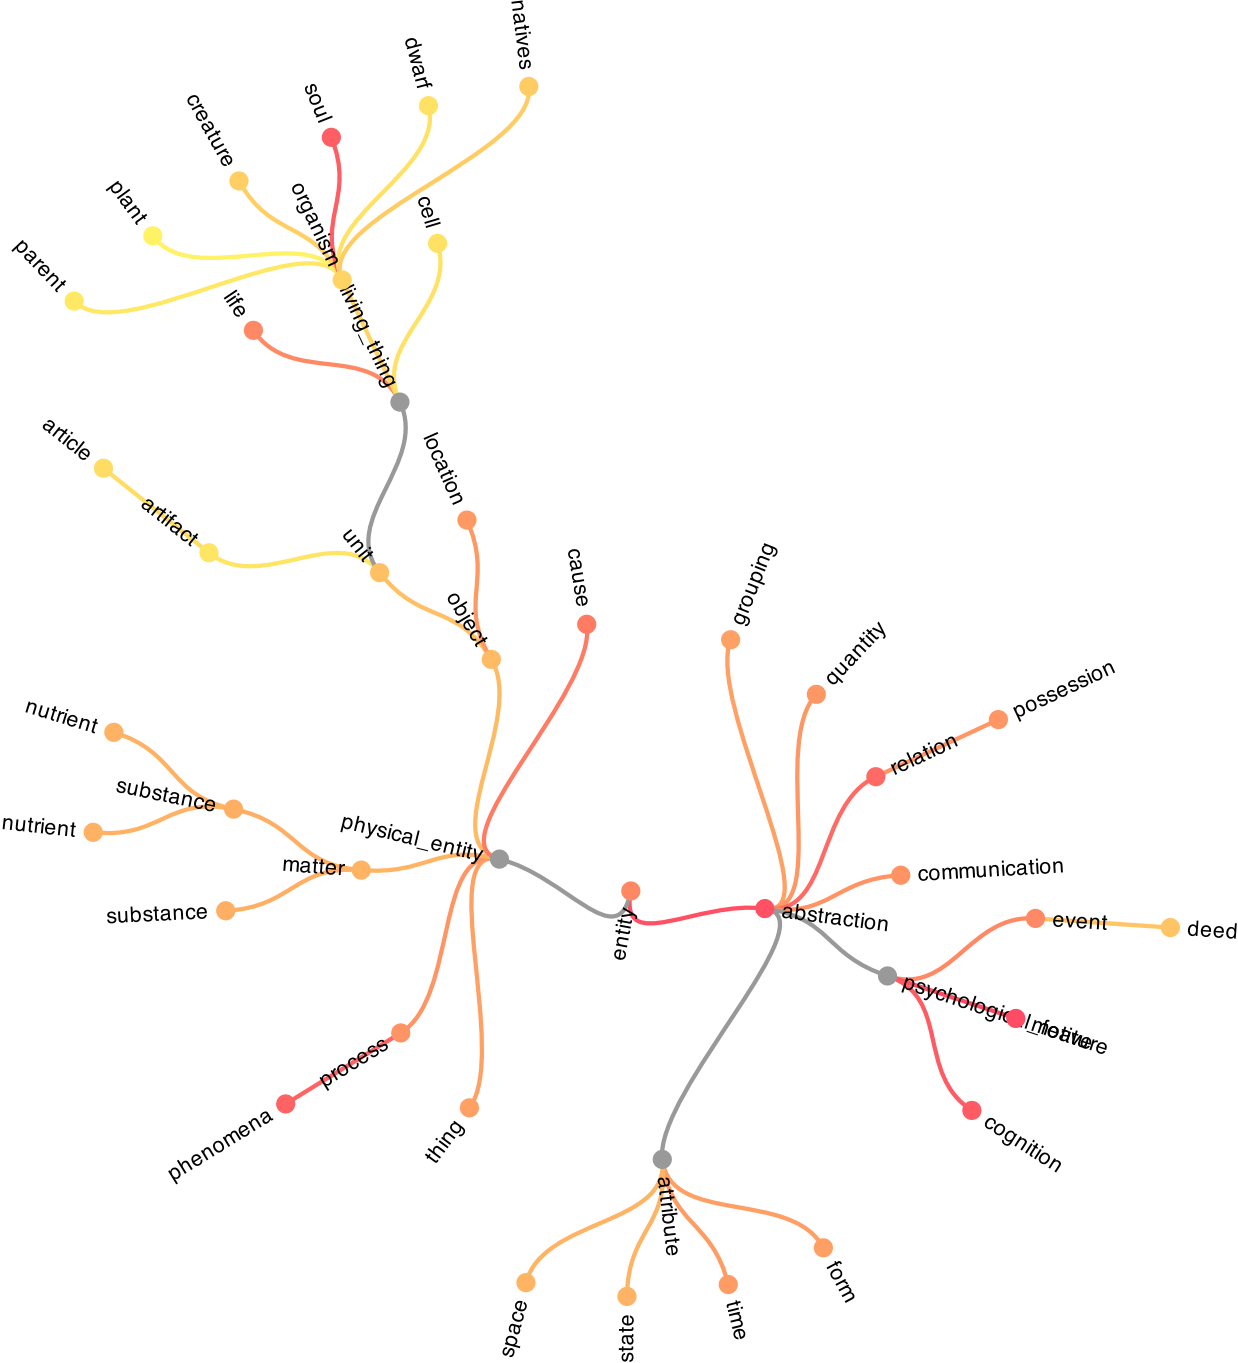 natives
dwarf
soul
creature
organism
cell
plant
parent
life
living_thing
article
location
artifact
unit
cause
object
grouping
quantity
possession
nutrient
relation
substance
nutrient
physical_entity
matter
communication
substance
entity
abstraction
event
deed
psychological_feature
motive
process
phenomena
thing
cognition
attribute
form
space
state
time